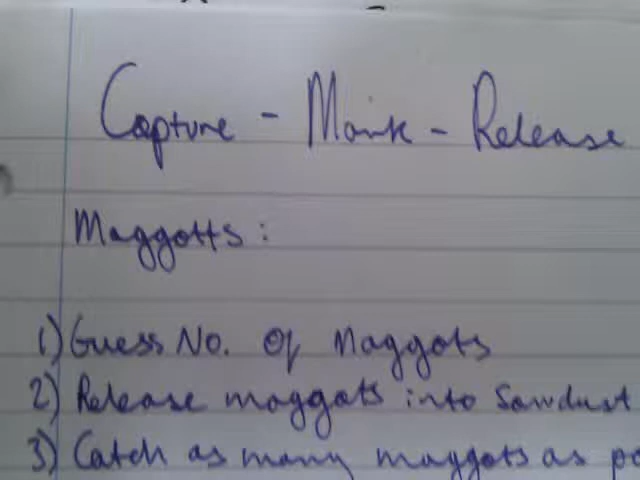 Capture - Mark - Release
Maggotts:
1) Guess No. Of Maggots
2) Release maggots into Sawdust
3) Catch as many maggots as po